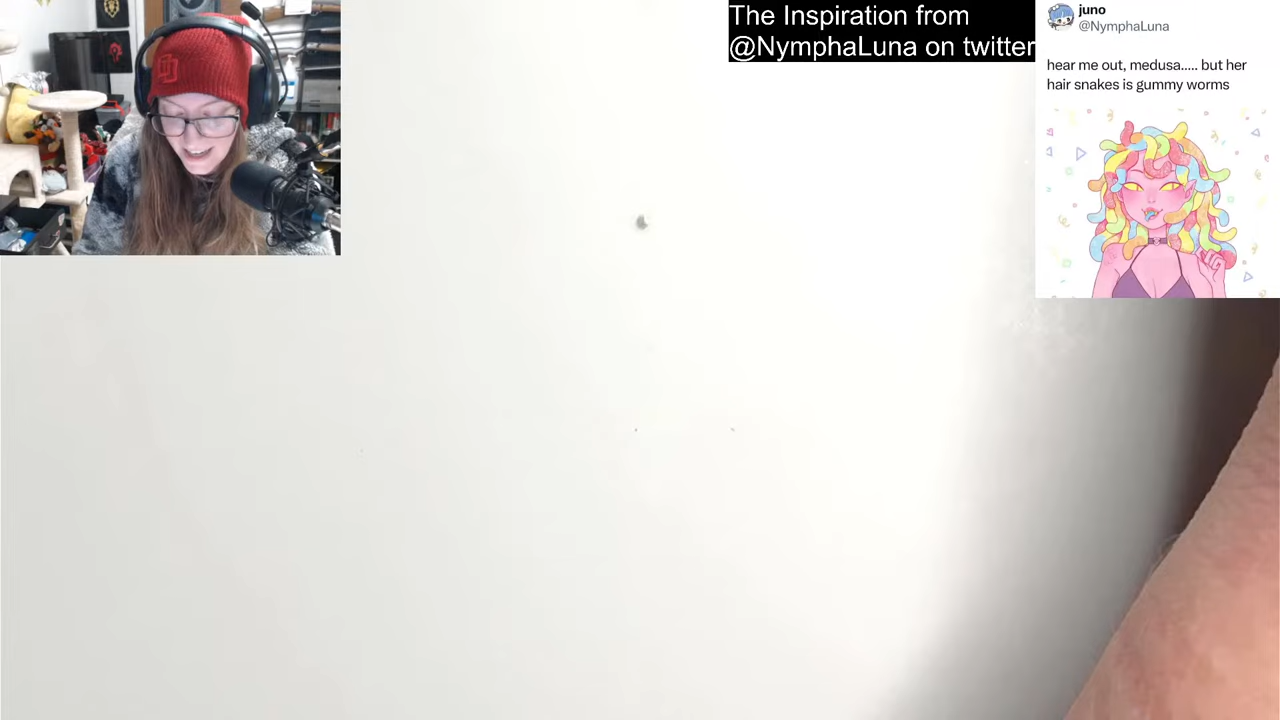 The Inspiration from
@NymphaLuna on twitter
juno
@NymphaLuna
hear me out, medusa..... but her
hair snakes is gummy worms